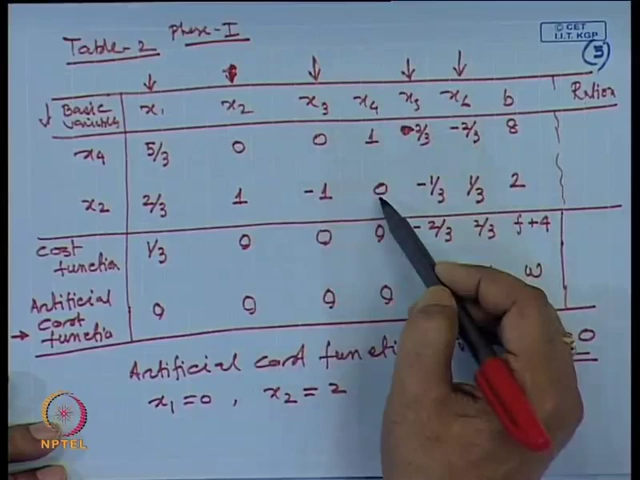 Table-2 Phase-I
© CET
I.I.T. KGP
5
↓ Basic variables x₁ x₂ x₃ x₄ x₅ x₆ b Ration
x₄ 5/3 0 0 1 2/3 -2/3 8
x₂ 2/3 1 -1 0 -1/3 1/3 2
Cost function 1/3 0 0 0 -2/3 2/3 f+4
Artificial cost functio 0 0 0 0 ω
Artificial cost functi 0
x₁ = 0 , x₂ = 2
NPTEL